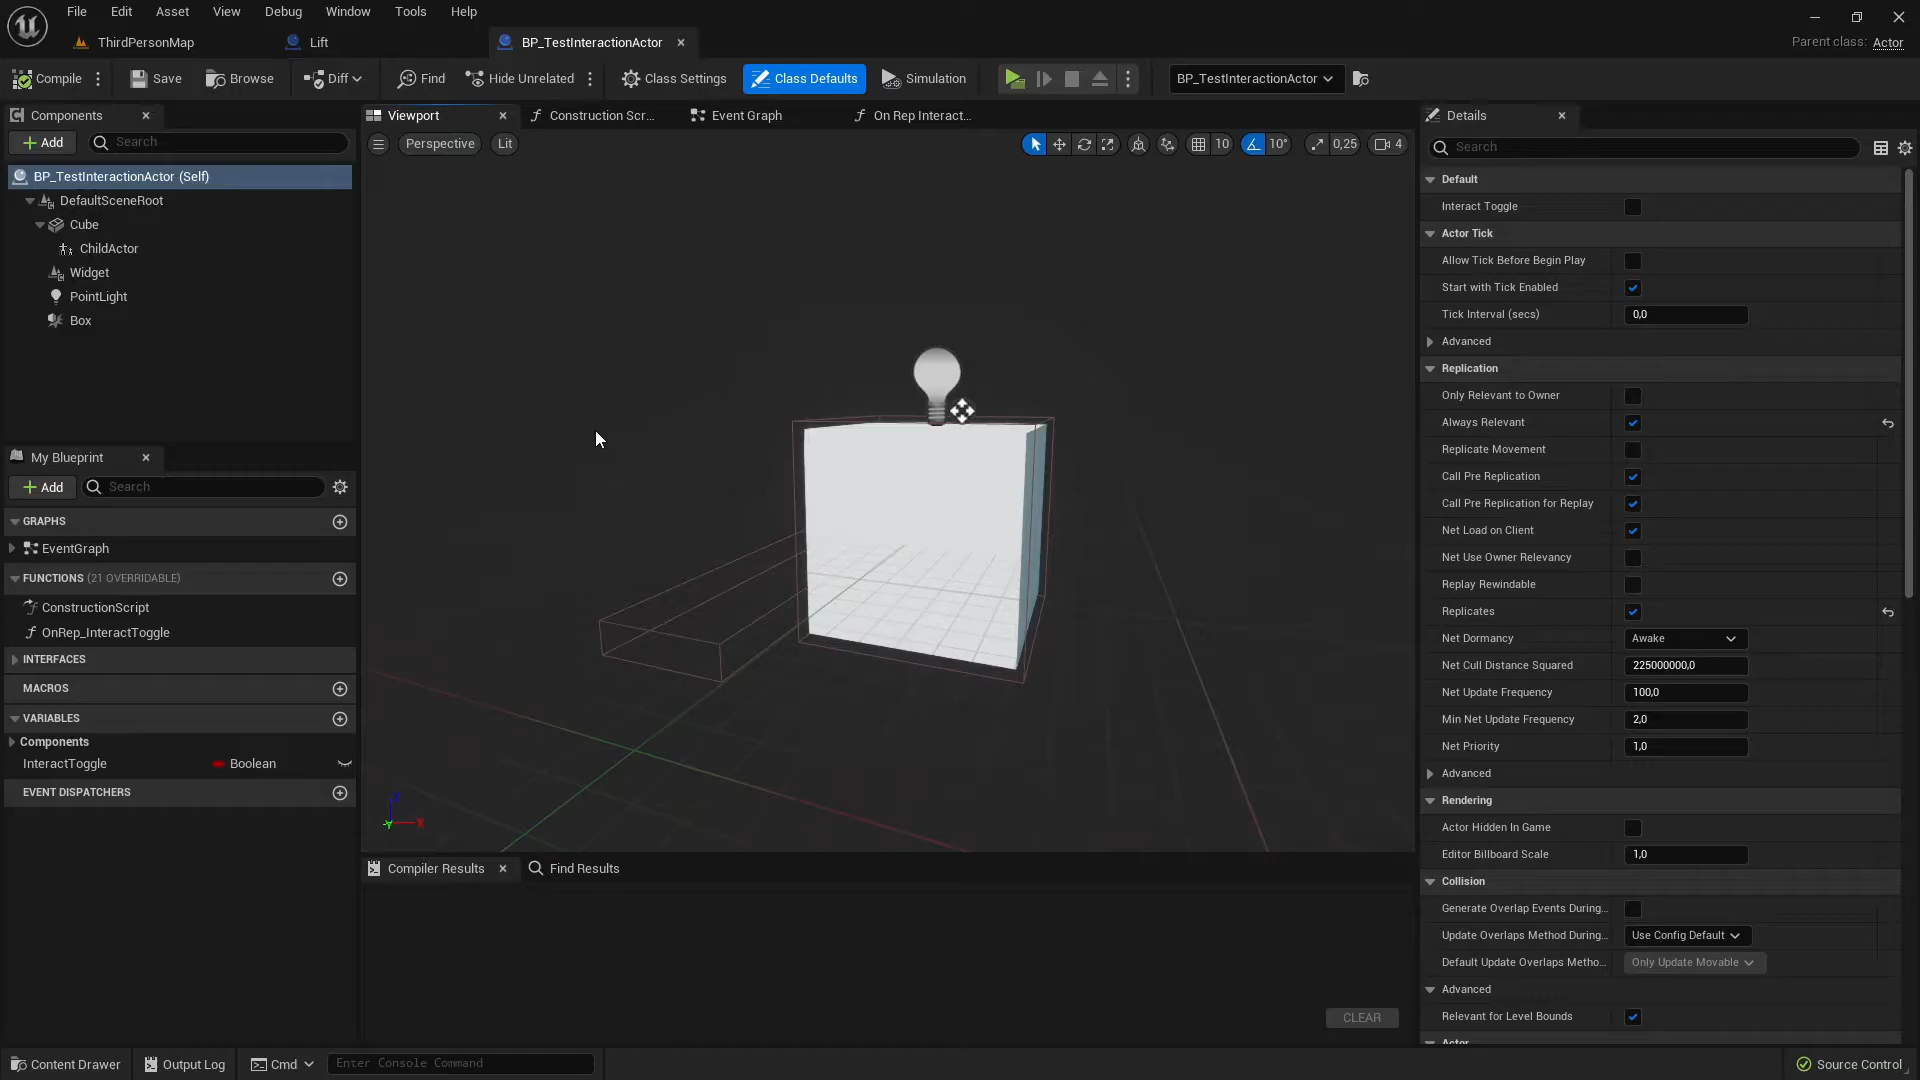 File Edit Asset View Debug Window Tools Help
ThirdPersonMap Lift BP_TestInteractionActor
Parent class: Actor
Compile Save Browse Diff Find Hide Unrelated Class Settings Class Defaults Simulation BP_TestInteractionActor
Components
Add Search
BP_TestInteractionActor (Self)
DefaultSceneRoot
Cube
ChildActor
Widget
PointLight
Box
My Blueprint
Add Search
GRAPHS
EventGraph
FUNCTIONS (21 OVERRIDABLE)
ConstructionScript
OnRep_InteractToggle
INTERFACES
MACROS
VARIABLES
Components
InteractToggle Boolean
EVENT DISPATCHERS
Viewport Construction Scr... Event Graph On Rep Interact...
Perspective Lit 10 10° 0,25 4
Z
Y X
Compiler Results Find Results
CLEAR
Details
Search
Default
Interact Toggle
Actor Tick
Allow Tick Before Begin Play
Start with Tick Enabled
Tick Interval (secs) 0,0
Advanced
Replication
Only Relevant to Owner
Always Relevant
Replicate Movement
Call Pre Replication
Call Pre Replication for Replay
Net Load on Client
Net Use Owner Relevancy
Replay Rewindable
Replicates
Net Dormancy Awake
Net Cull Distance Squared 225000000,0
Net Update Frequency 100,0
Min Net Update Frequency 2,0
Net Priority 1,0
Advanced
Rendering
Actor Hidden In Game
Editor Billboard Scale 1,0
Collision
Generate Overlap Events During...
Update Overlaps Method During... Use Config Default
Default Update Overlaps Metho... Only Update Movable
Advanced
Relevant for Level Bounds
Actor
Content Drawer Output Log Cmd Enter Console Command Source Control